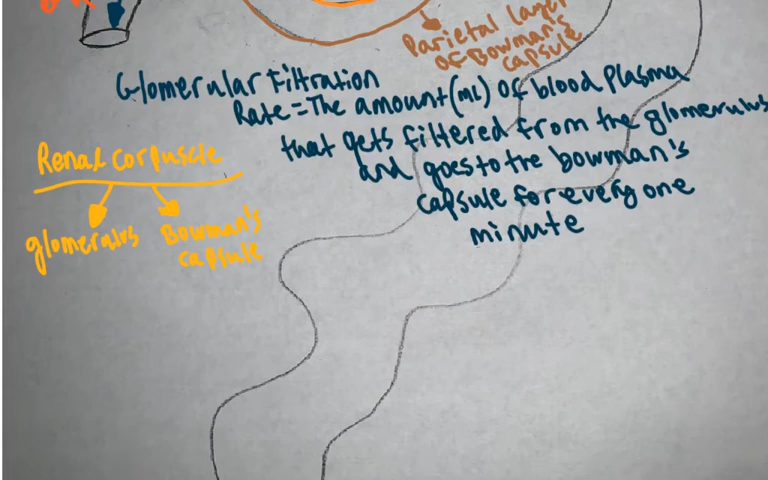 Parietal layer
of Bowman's
capsule
Glomerular Filtration
Rate = The amount (mL) of blood plasma
that gets filtered from the glomerulus
and goes to the bowman's
capsule for every one
minute
Renal corpuscle
glomerulus
Bowman's
capsule